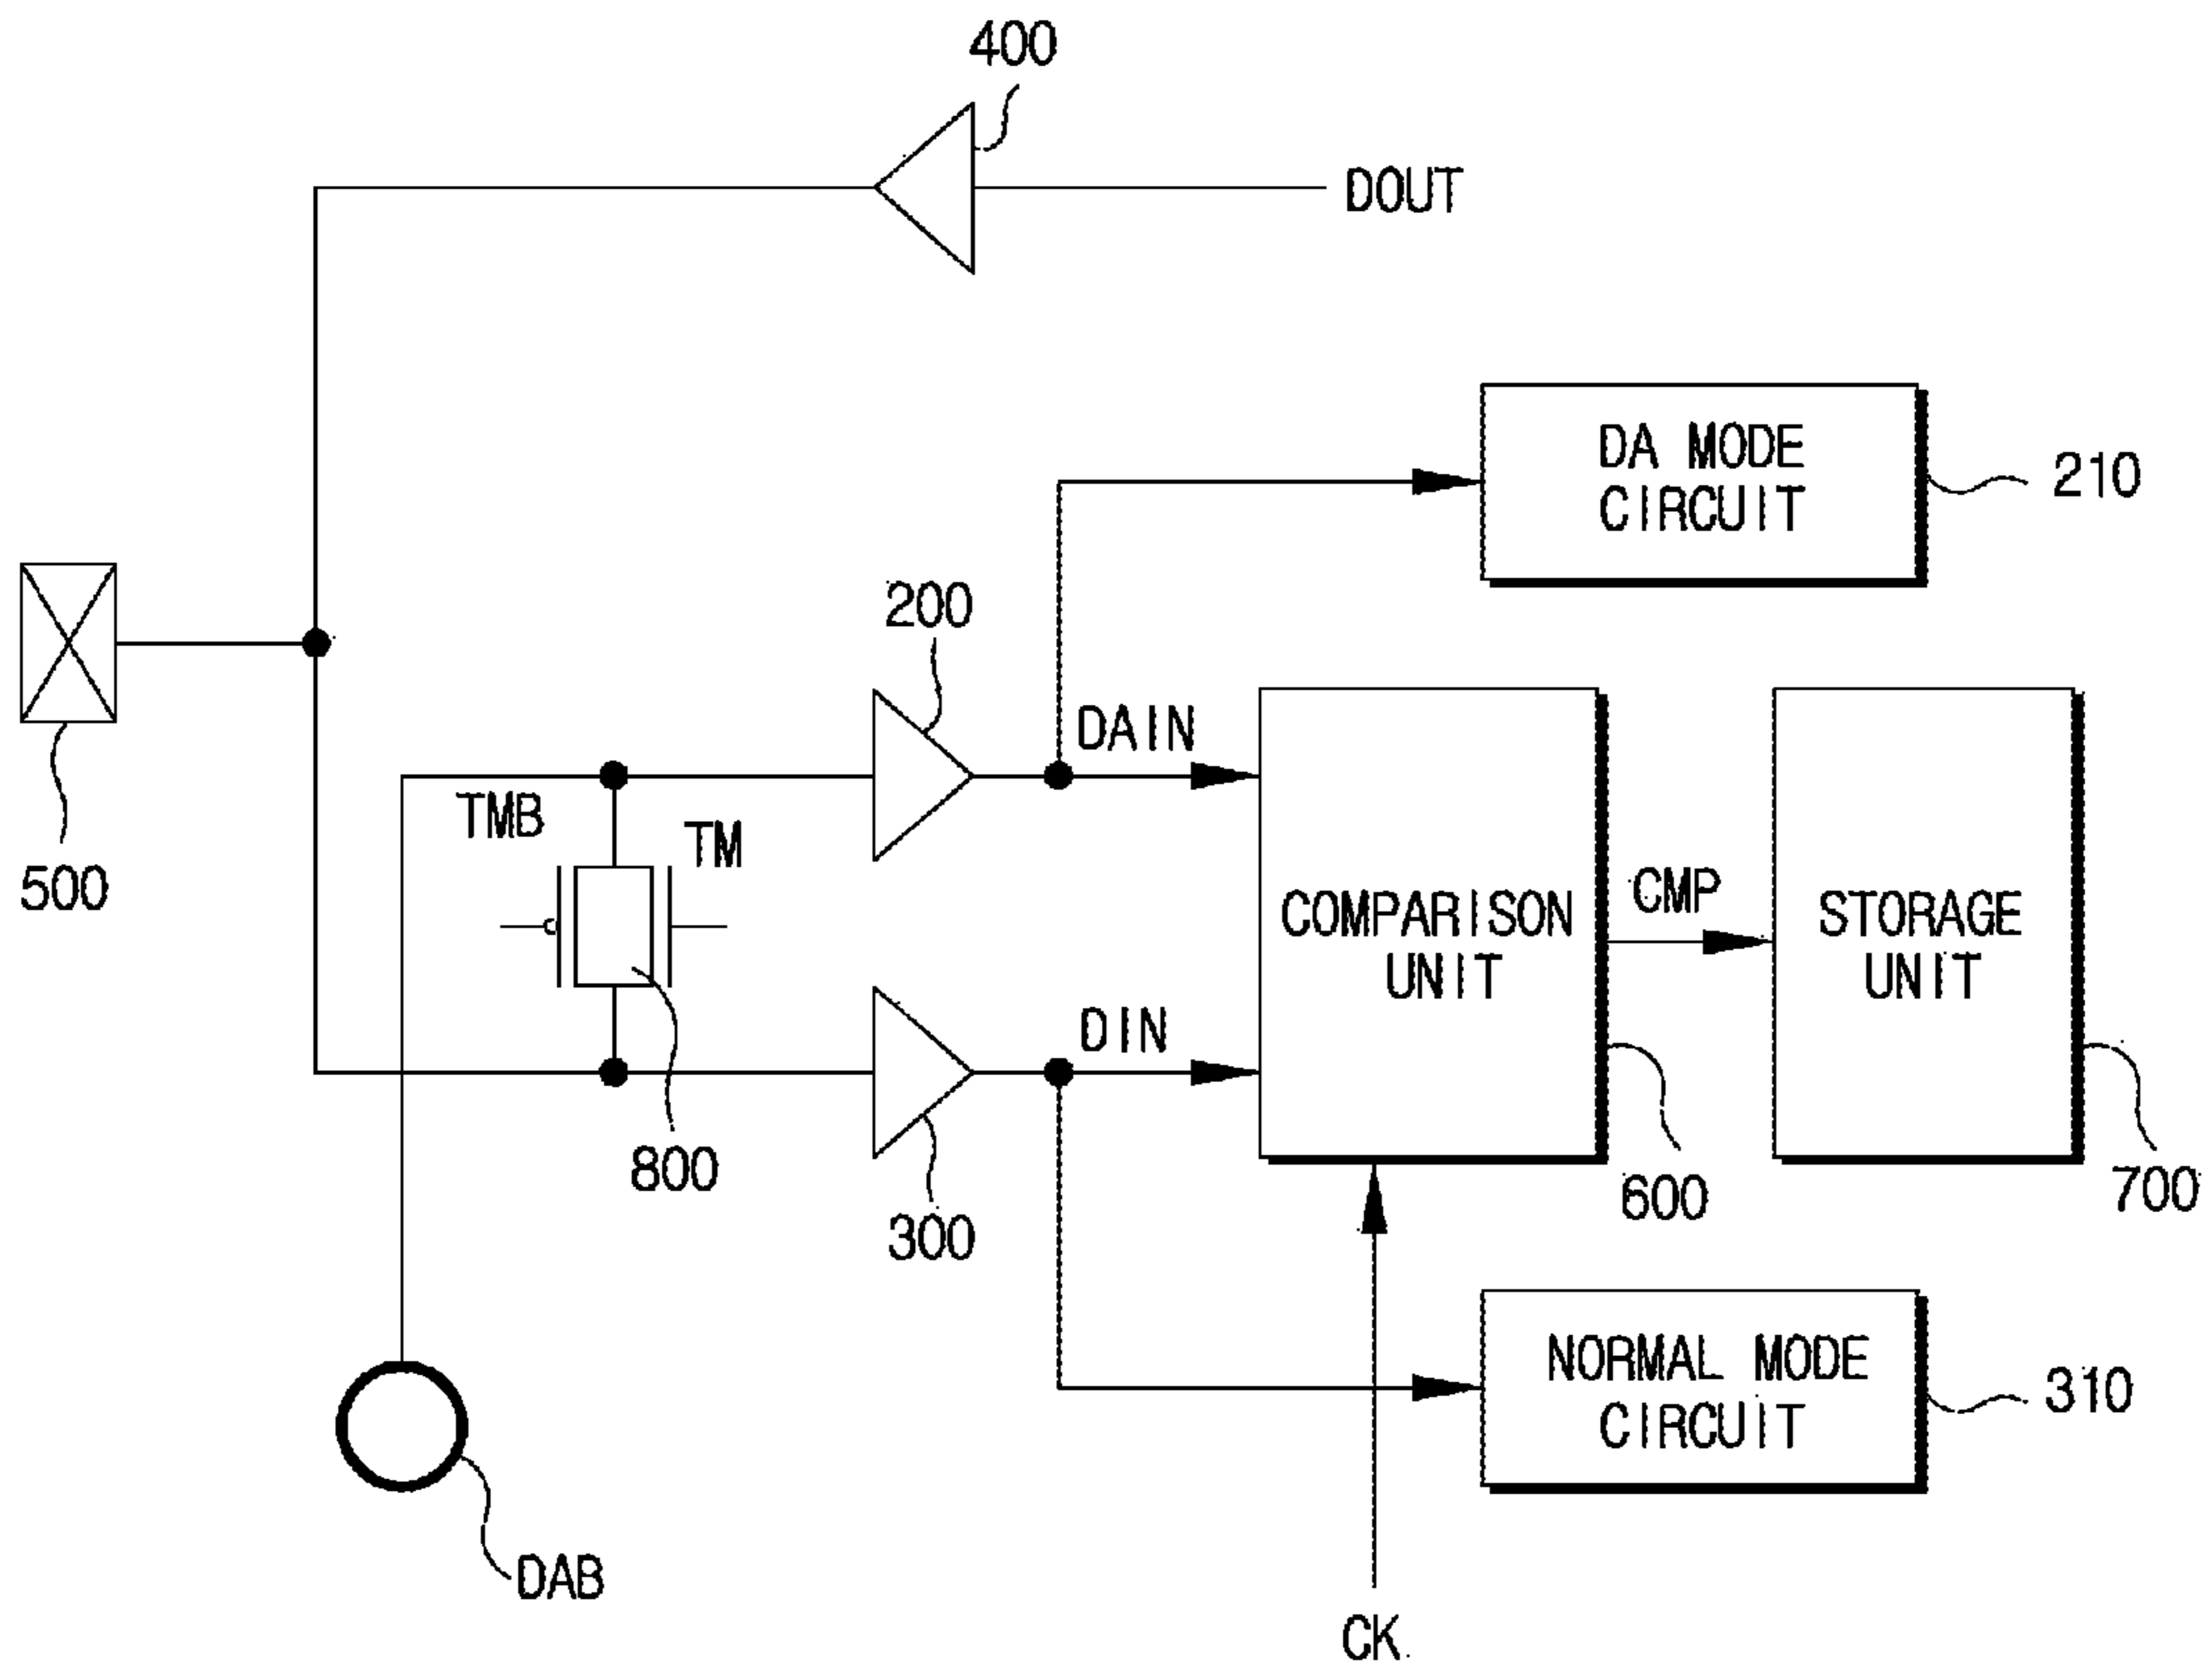 400
DOUT
DA MODE
CIRCUIT
210
200
DAIN
TMB
TM
500
COMPARISON
UNIT
CMP
STORAGE
UNIT
DIN
800
300
600
700
NORMAL MODE
CIRCUIT
310
DAB
CK